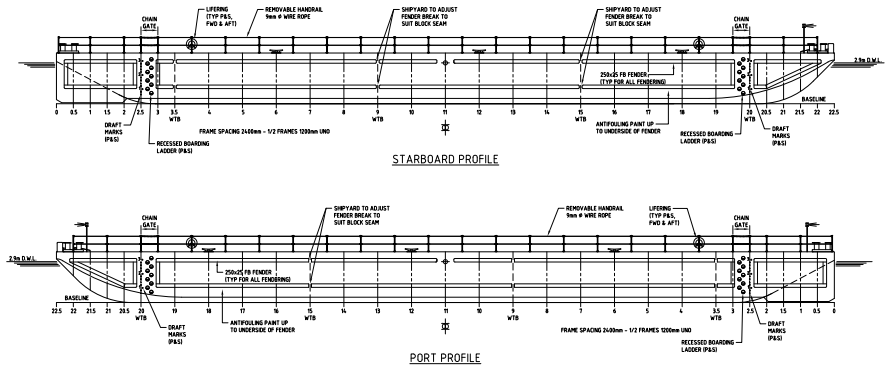 CHAIN
GATE
LIFERING
(TYP P&S,
FWD & AFT)
REMOVABLE HANDRAIL
9mm Ø WIRE ROPE
SHIPYARD TO ADJUST
FENDER BREAK TO
SUIT BLOCK SEAM
SHIPYARD TO ADJUST
FENDER BREAK TO
SUIT BLOCK SEAM
CHAIN
GATE
2.9m D.W.L.
250x25 FB FENDER
(TYP FOR ALL FENDERING)
BASELINE
0 0.5 1 1.5 2 2.5 3 3.5 4 5 6 7 8 9 10 11 12 13 14 15 16 17 18 19 20 20.5 21 21.5 22 22.5
WTB WTB WTB WTB
DRAFT
MARKS
(P&S)
RECESSED BOARDING
LADDER (P&S)
FRAME SPACING 2400mm - 1/2 FRAMES 1200mm UNO
ANTIFOULING PAINT UP
TO UNDERSIDE OF FENDER
RECESSED BOARDING
LADDER (P&S)
DRAFT
MARKS
(P&S)
STARBOARD PROFILE
CHAIN
GATE
SHIPYARD TO ADJUST
FENDER BREAK TO
SUIT BLOCK SEAM
REMOVABLE HANDRAIL
9mm Ø WIRE ROPE
LIFERING
(TYP P&S,
FWD & AFT)
CHAIN
GATE
2.9m D.W.L.
250x25 FB FENDER
(TYP FOR ALL FENDERING)
BASELINE
22.5 22 21.5 21 20.5 20 19 18 17 16 15 14 13 12 11 10 9 8 7 6 5 4 3.5 3 2.5 2 1.5 1 0.5 0
WTB WTB WTB WTB WTB
DRAFT
MARKS
(P&S)
ANTIFOULING PAINT UP
TO UNDERSIDE OF FENDER
FRAME SPACING 2400mm - 1/2 FRAMES 1200mm UNO
RECESSED BOARDING
LADDER (P&S)
DRAFT
MARKS
(P&S)
PORT PROFILE